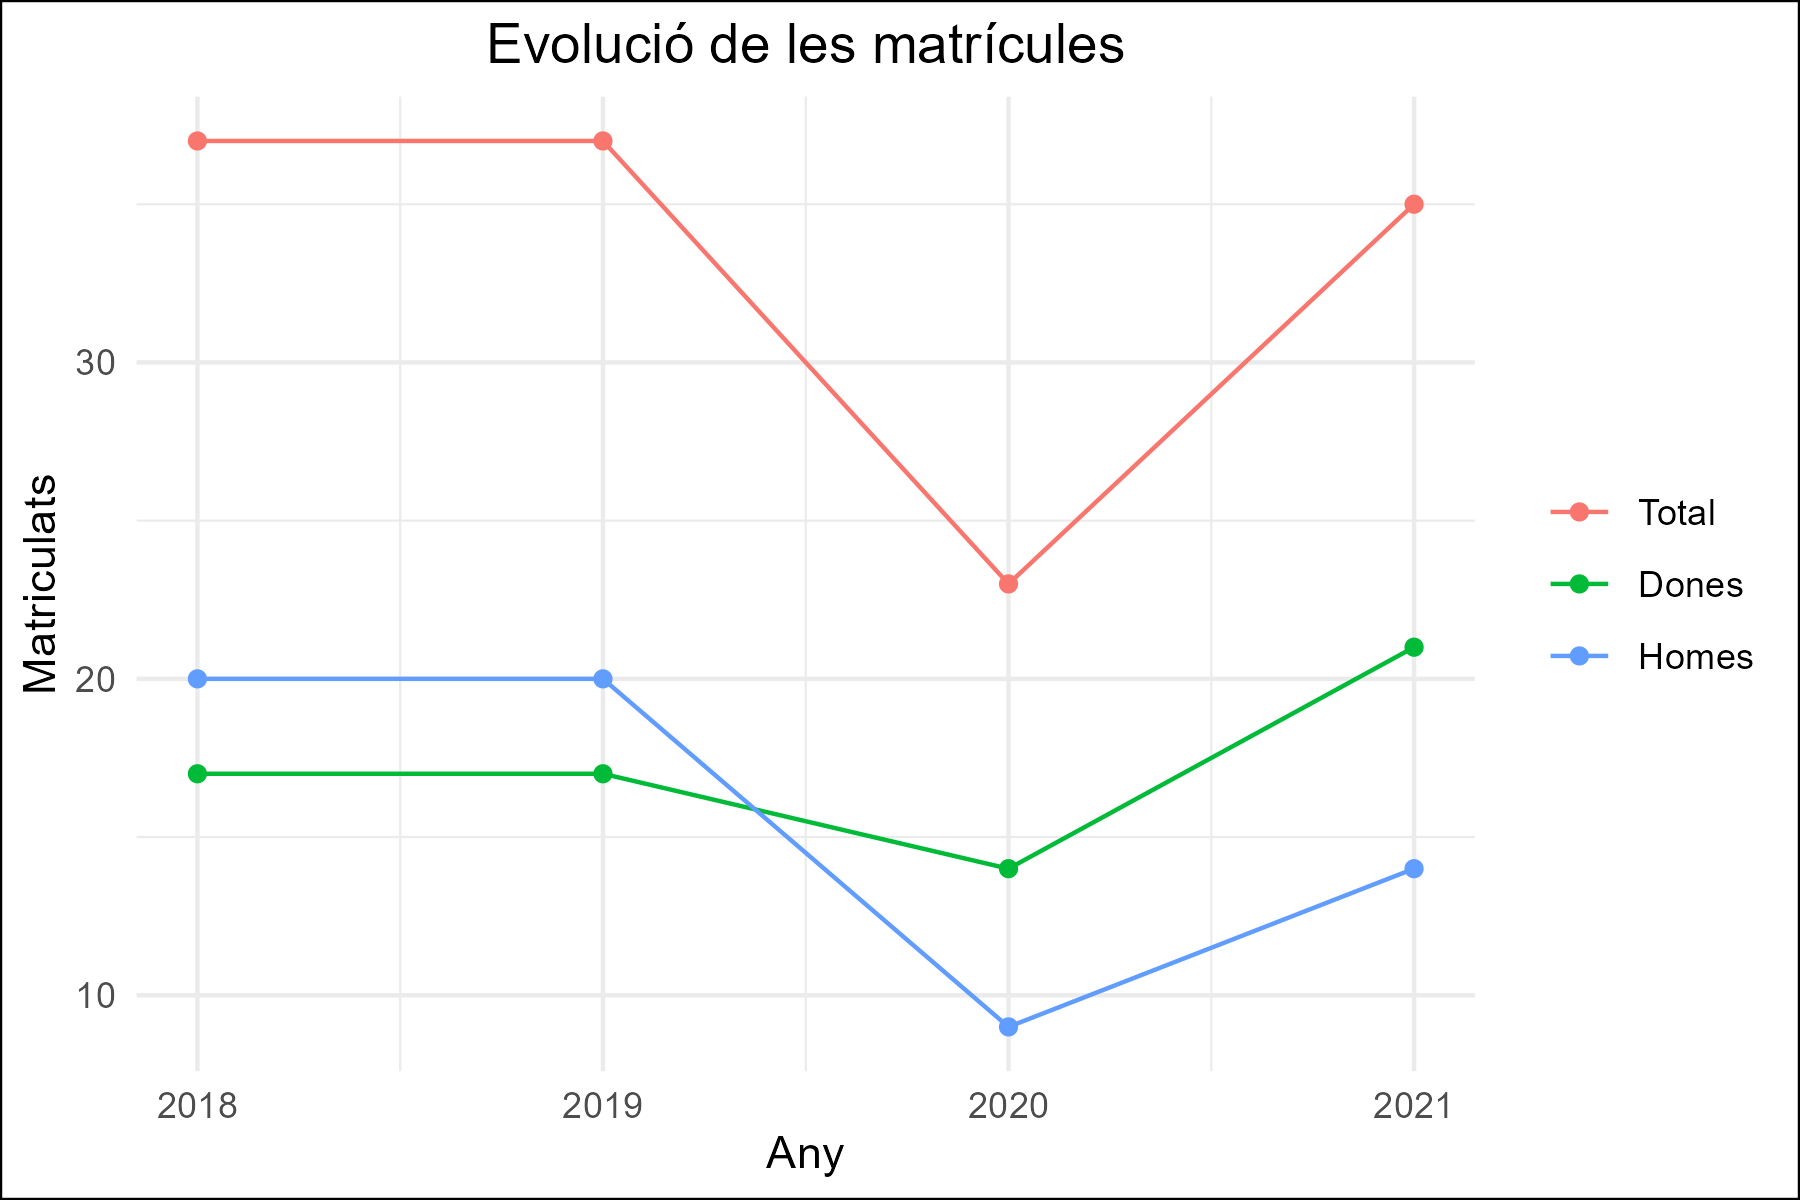 Evolució de les matrícules
Matriculats
30
20
10
2018 2019 2020 2021
Any
Total
Dones
Homes